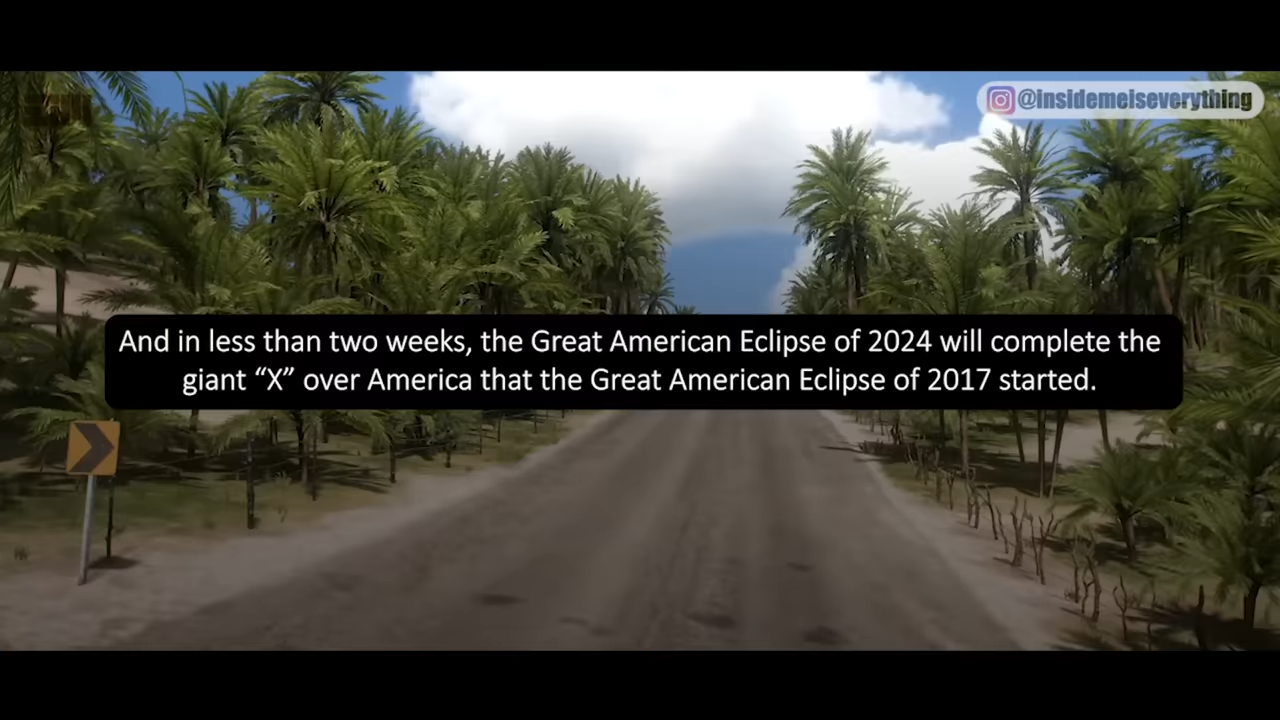 @insidemeiseverything
And in less than two weeks, the Great American Eclipse of 2024 will complete the
giant “X” over America that the Great American Eclipse of 2017 started.